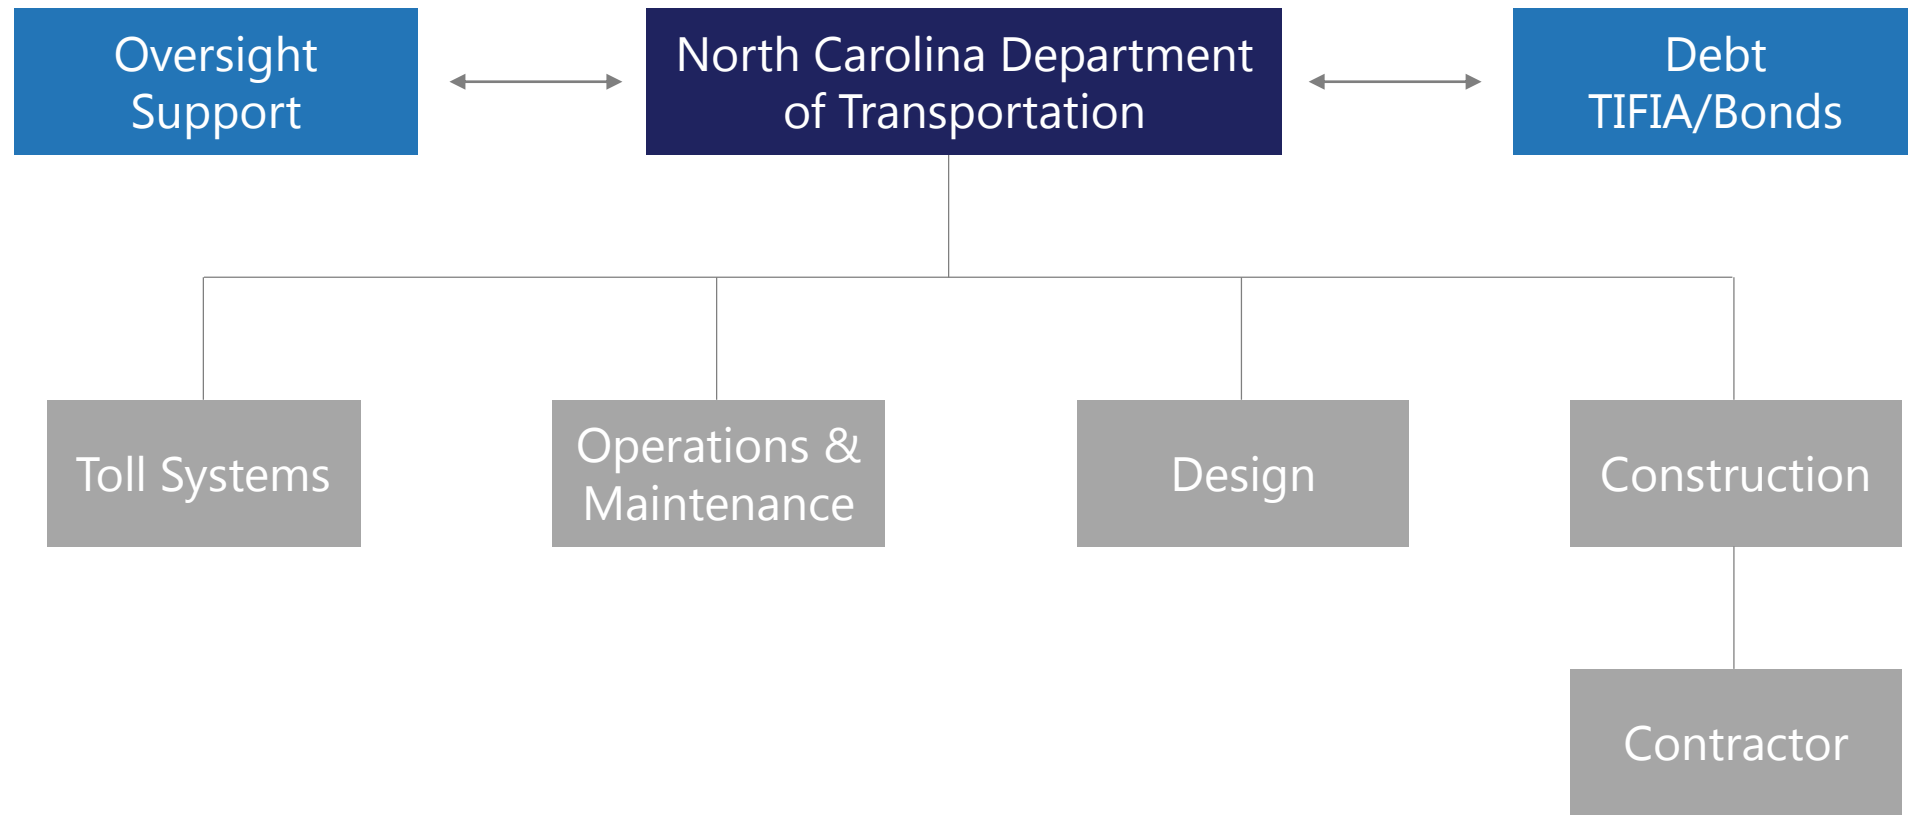 Oversight
Support
North Carolina Department
of Transportation
Debt
TIFIA/Bonds
Toll Systems
Operations &
Maintenance
Design
Construction
Contractor